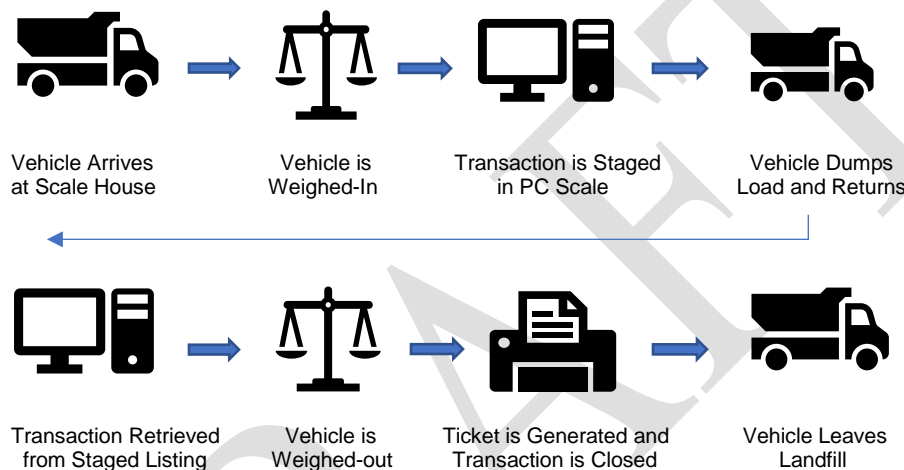 Vehicle Arrives
at Scale House
Vehicle is
Weighed-In
Transaction is Staged
in PC Scale
Vehicle Dumps
Load and Returns
Transaction Retrieved
from Staged Listing
Vehicle is
Weighed-out
Ticket is Generated and
Transaction is Closed
Vehicle Leaves
Landfill
DRAFT